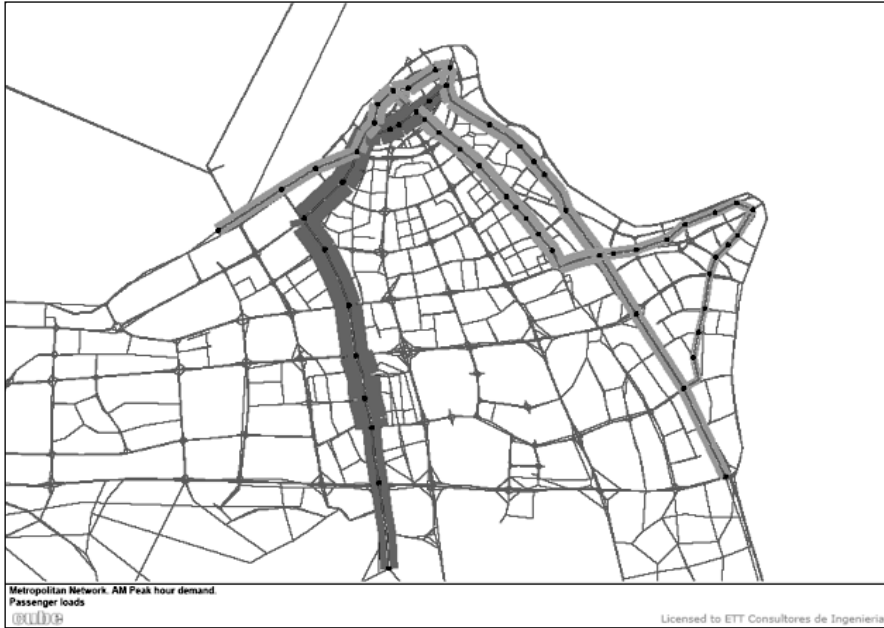 Metropolitan Network. AM Peak hour demand.
Passenger loads
cube
Licensed to ETT Consultores de Ingenieria